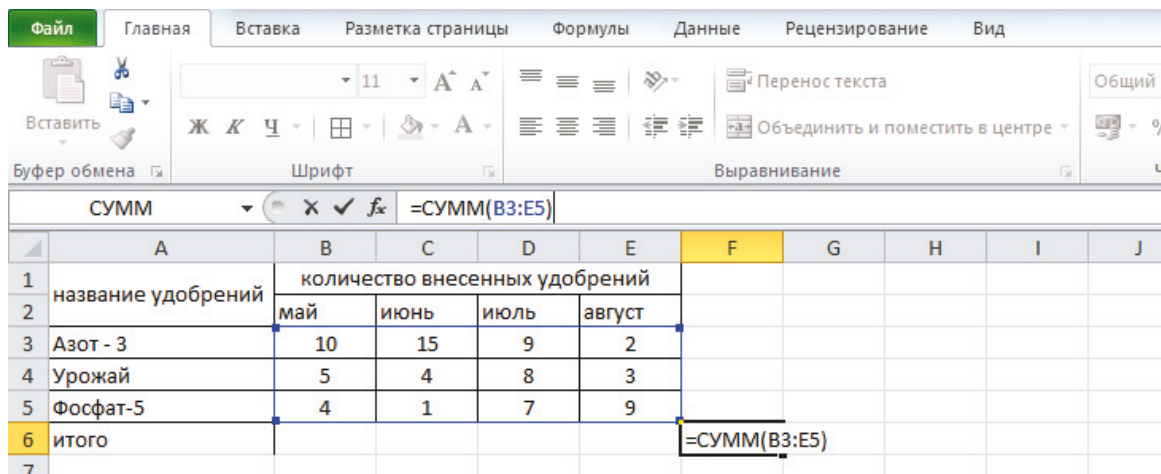 Файл Главная Вставка Разметка страницы Формулы Данные Рецензирование Вид
11 A A Перенос текста Общий
Вставить Ж К Ч A Объединить и поместить в центре
Буфер обмена Шрифт Выравнивание
СУММ fx =СУММ(B3:E5)
A B C D E F G H I J
1 количество внесенных удобрений
название удобрений
2 май июнь июль август
3 Азот - 3 10 15 9 2
4 Урожай 5 4 8 3
5 Фосфат-5 4 1 7 9
6 итого =СУММ(B3:E5)
7